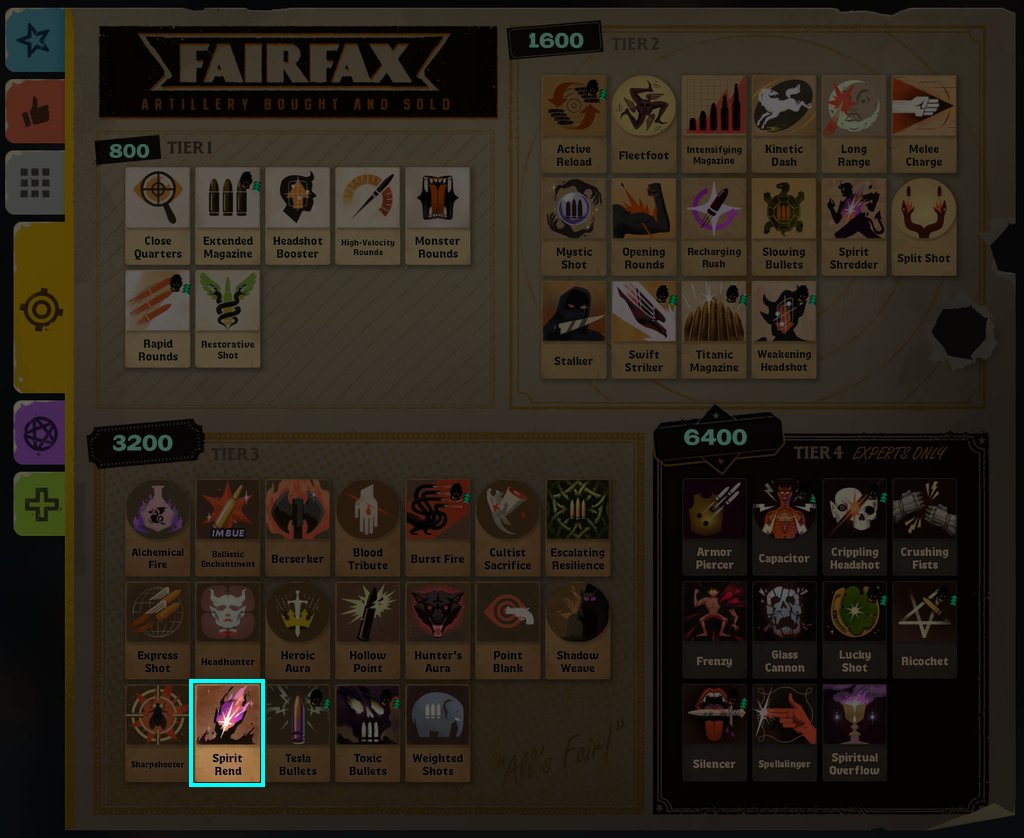 FAIRFAX
ARTILLERY BOUGHT AND SOLD
800 TIER 1
Close Quarters
Extended Magazine
Headshot Booster
High-Velocity Rounds
Monster Rounds
Rapid Rounds
Restorative Shot
1600 TIER 2
Active Reload
Fleetfoot
Intensifying Magazine
Kinetic Dash
Long Range
Melee Charge
Mystic Shot
Opening Rounds
Recharging Rush
Slowing Bullets
Spirit Shredder
Split Shot
Stalker
Swift Striker
Titanic Magazine
Weakening Headshot
3200 TIER 3
Alchemical Fire
IMBUE
Ballistic Enchantment
Berserker
Blood Tribute
Burst Fire
Cultist Sacrifice
Escalating Resilience
Express Shot
Headhunter
Heroic Aura
Hollow Point
Hunter's Aura
Point Blank
Shadow Weave
Sharpshooter
Spirit Rend
Tesla Bullets
Toxic Bullets
Weighted Shots
"All's Fair!"
6400 TIER 4 EXPERTS ONLY
Armor Piercer
Capacitor
Crippling Headshot
Crushing Fists
Frenzy
Glass Cannon
Lucky Shot
Ricochet
Silencer
Spellslinger
Spiritual Overflow